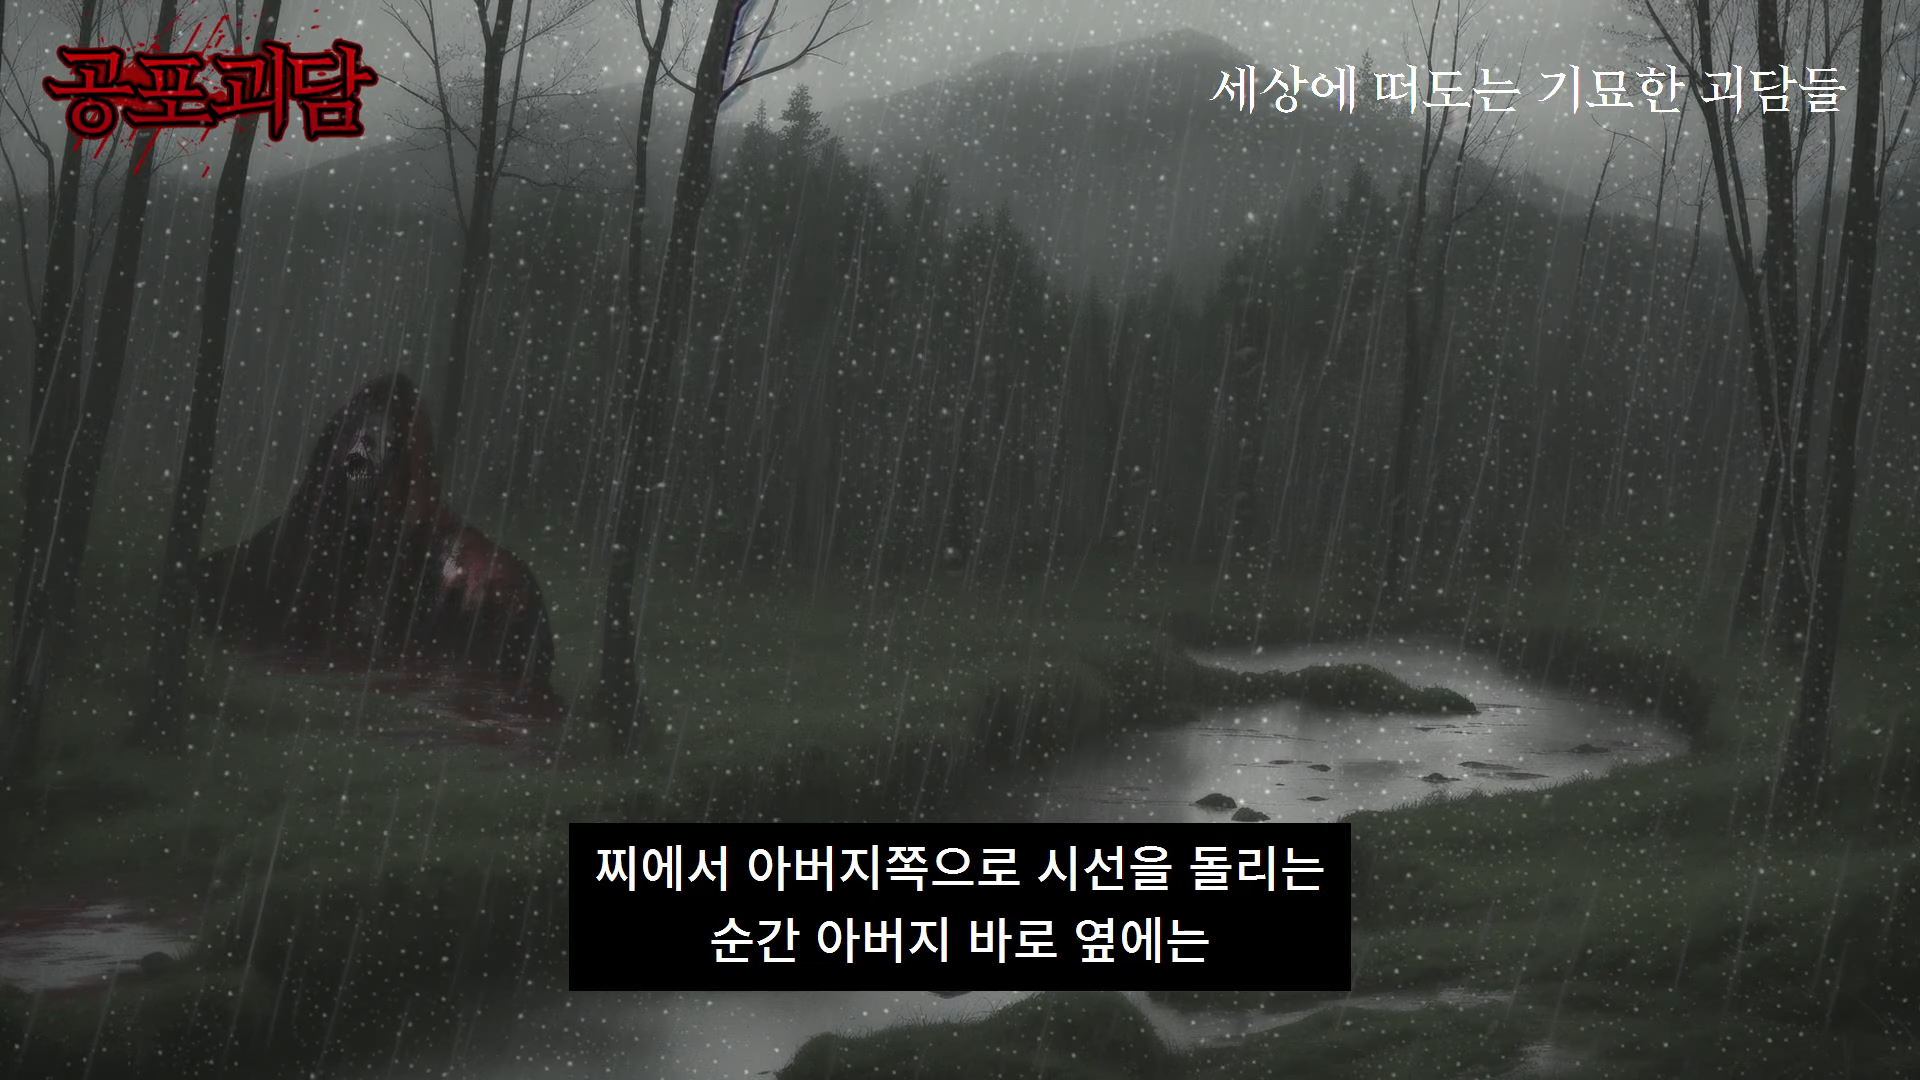 공포괴담
세상에 떠도는 기묘한 괴담들
찌에서 아버지쪽으로 시선을 돌리는
순간 아버지 바로 옆에는